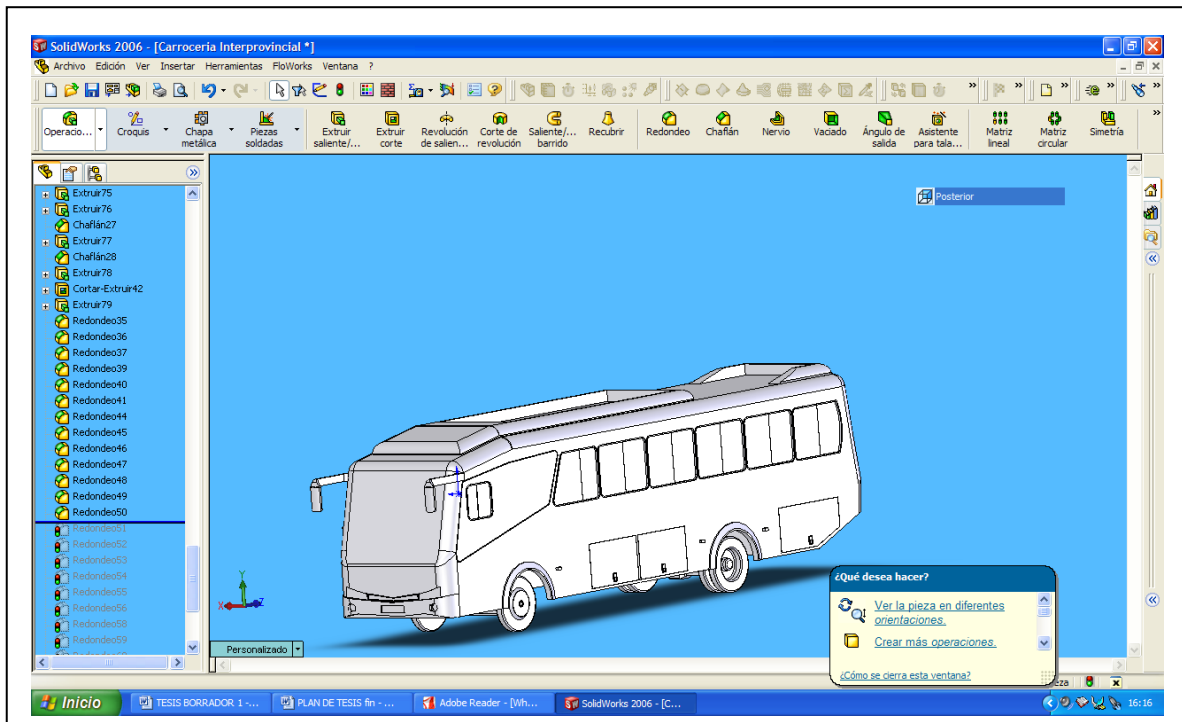 SolidWorks 2006 - [Carroceria Interprovincial *]
Archivo Edición Ver Insertar Herramientas FloWorks Ventana ?
Operacio... Croquis Chapa metálica Piezas soldadas Extruir saliente/... Extruir corte Revolución de salien... Corte de revolución Saliente/... barrido Recubrir Redondeo Chaflán Nervio Vaciado Ángulo de salida Asistente para tala... Matriz lineal Matriz circular Simetría
Extruir75
Extruir76
Chaflán27
Extruir77
Chaflán28
Extruir78
Cortar-Extruir42
Extruir79
Redondeo35
Redondeo36
Redondeo37
Redondeo39
Redondeo40
Redondeo41
Redondeo44
Redondeo45
Redondeo46
Redondeo47
Redondeo48
Redondeo49
Redondeo50
Redondeo51
Redondeo52
Redondeo53
Redondeo54
Redondeo55
Redondeo56
Redondeo58
Redondeo59
Posterior
Y
X
Z
Personalizado
¿Qué desea hacer?
Ver la pieza en diferentes
orientaciones.
Crear más operaciones.
¿Cómo se cierra esta ventana?
Inicio TESIS BORRADOR 1 -... PLAN DE TESIS fin - ... Adobe Reader - [Wh... SolidWorks 2006 - [C... 16:16